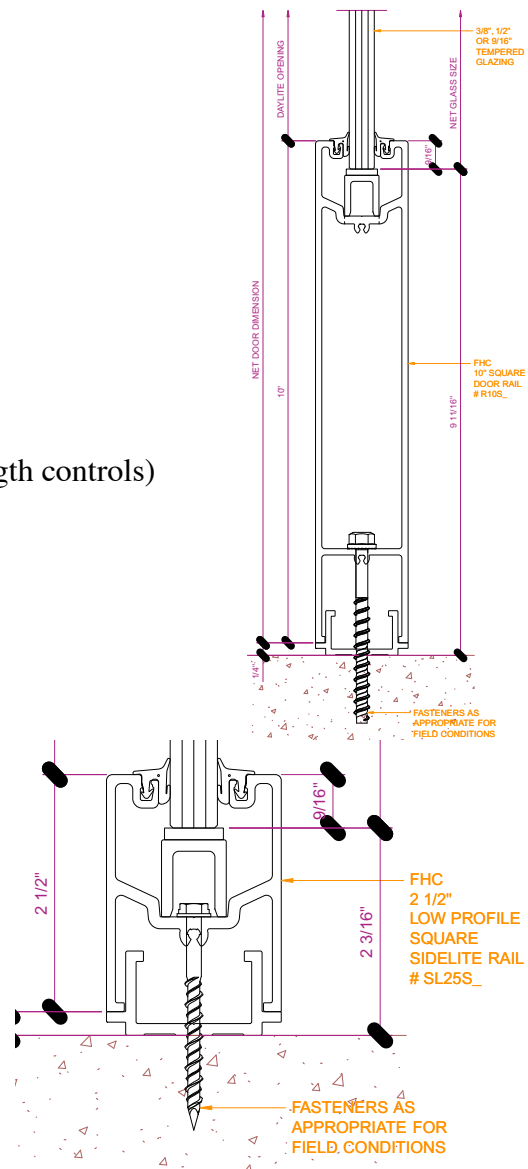 3/8", 1/2"
OR 9/16"
TEMPERED
GLAZING
DAYLITE OPENING
NET GLASS SIZE
9/16"
NET DOOR DIMENSION
10"
FHC
10" SQUARE
DOOR RAIL
# R10S_
9 11/16"
gth controls)
1/4"
FASTENERS AS
APPROPRIATE FOR
FIELD CONDITIONS
9/16"
2 1/2"
FHC
2 1/2"
LOW PROFILE
SQUARE
SIDELITE RAIL
# SL25S_
2 3/16"
FASTENERS AS
APPROPRIATE FOR
FIELD CONDITIONS